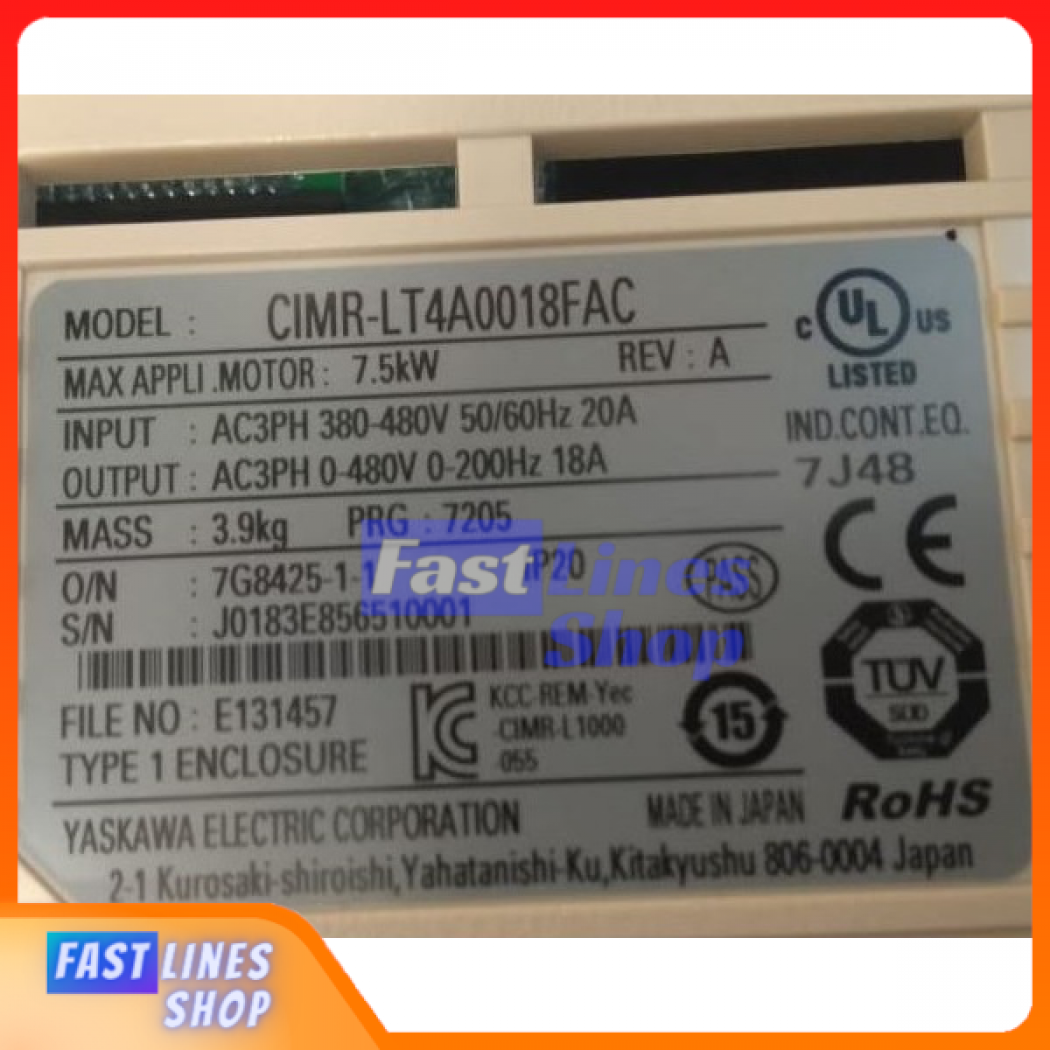 MODEL : CIMR-LT4A0018FAC
MAX APPLI.MOTOR : 7.5kW REV : A
INPUT : AC3PH 380-480V 50/60Hz 20A
OUTPUT : AC3PH 0-480V 0-200Hz 18A
MASS : 3.9kg PRG : 7205
O/N : 7G8425-1-1 IP20 PASS
S/N : J0183E856510001
FILE NO : E131457
TYPE 1 ENCLOSURE
KCC-REM-Yec
-CIMR-L1000
-055
15
C UL US
LISTED
IND.CONT.EQ.
7J48
CE
TÜV
SÜD
RoHS
YASKAWA ELECTRIC CORPORATION MADE IN JAPAN
2-1 Kurosaki-shiroishi,Yahatanishi-Ku,Kitakyushu 806-0004 Japan
Fast Lines
Shop
FAST LINES
SHOP